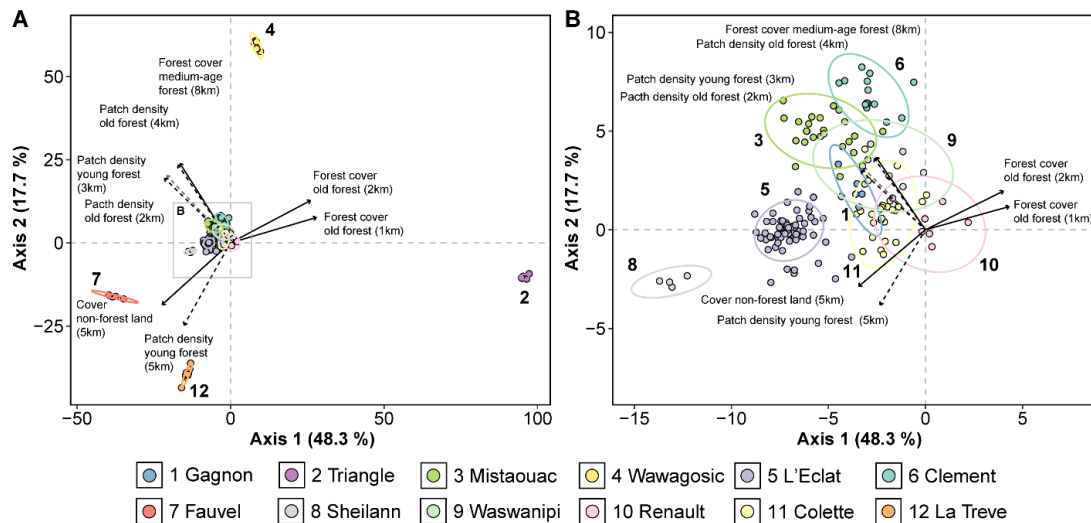 A
4
Forest cover
medium-age
forest (8km)
Patch density
old forest (4km)
Patch density
young forest
(3km)
Pacth density
old forest (2km)
B
Forest cover
old forest (2km)
Forest cover
old forest (1km)
7
2
Cover
non-forest land
(5km)
Patch density
young forest
(5km)
12
50
25
0
−25
−50
0
50
100
Axis 2 (17.7 %)
Axis 1 (48.3 %)
B
Forest cover medium-age forest (8km)
Patch density old forest (4km)
6
Patch density young forest (3km)
Pacth density old forest (2km)
3
9
Forest cover
old forest (2km)
Forest cover
old forest (1km)
5
1
8
11
10
Cover non-forest land (5km)
Patch density young forest (5km)
10
5
0
−5
−15
−10
−5
0
5
Axis 2 (17.7 %)
Axis 1 (48.3 %)
1 Gagnon
2 Triangle
3 Mistaouac
4 Wawagosic
5 L'Eclat
6 Clement
7 Fauvel
8 Sheilann
9 Waswanipi
10 Renault
11 Colette
12 La Treve